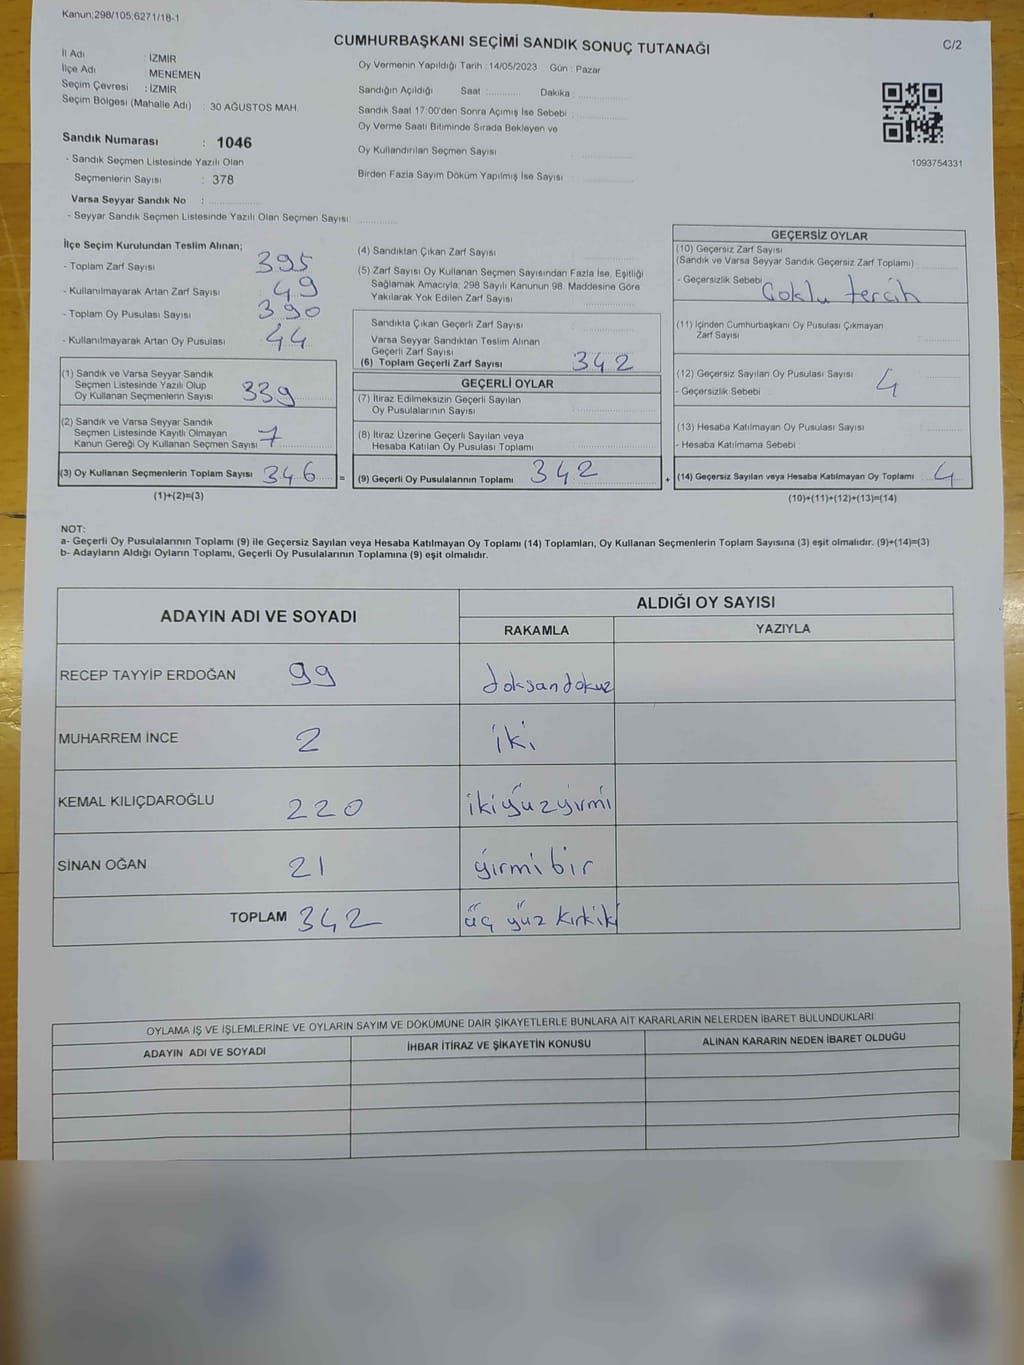 Kanun;298/105;6271/18-1
CUMHURBAŞKANI SEÇİMİ SANDIK SONUÇ TUTANAĞI
C/2
İl Adı : İZMİR
İlçe Adı : MENEMEN
Seçim Çevresi : İZMİR
Seçim Bölgesi (Mahalle Adı) : 30 AĞUSTOS MAH.
Sandık Numarası : 1046
- Sandık Seçmen Listesinde Yazılı Olan
Seçmenlerin Sayısı : 378
Varsa Seyyar Sandık No :
- Seyyar Sandık Seçmen Listesinde Yazılı Olan Seçmen Sayısı
Oy Vermenin Yapıldığı Tarih :14/05/2023 Gün : Pazar
Sandığın Açıldığı Saat : Dakika :
Sandık Saat 17:00'den Sonra Açımış İse Sebebi :
Oy Verme Saati Bitiminde Sırada Bekleyen ve
Oy Kullandırılan Seçmen Sayısı :
Birden Fazla Sayım Döküm Yapılmış İse Sayısı :
1093754331
İlçe Seçim Kurulundan Teslim Alınan;
- Toplam Zarf Sayısı 395
- Kullanılmayarak Artan Zarf Sayısı 49
- Toplam Oy Pusulası Sayısı 390
- Kullanılmayarak Artan Oy Pusulası 44
(1) Sandık ve Varsa Seyyar Sandık
Seçmen Listesinde Yazılı Olup
Oy Kullanan Seçmenlerin Sayısı 339
(2) Sandık ve Varsa Seyyar Sandık
Seçmen Listesinde Kayıtlı Olmayan
Kanun Gereği Oy Kullanan Seçmen Sayısı 7
(3) Oy Kullanan Seçmenlerin Toplam Sayısı 346 =
(1)+(2)=(3)
(4) Sandıktan Çıkan Zarf Sayısı
(5) Zarf Sayısı Oy Kullanan Seçmen Sayısından Fazla İse, Eşitliği
Sağlamak Amacıyla, 298 Sayılı Kanunun 98. Maddesine Göre
Yakılarak Yok Edilen Zarf Sayısı
Sandıkta Çıkan Geçerli Zarf Sayısı
Varsa Seyyar Sandıktan Teslim Alınan
Geçerli Zarf Sayısı
(6) Toplam Geçerli Zarf Sayısı 342
GEÇERLİ OYLAR
(7) İtiraz Edilmeksizin Geçerli Sayılan
Oy Pusulalarının Sayısı
(8) İtiraz Üzerine Geçerli Sayılan veya
Hesaba Katılan Oy Pusulası Toplamı
(9) Geçerli Oy Pusulalarının Toplamı 342 +
GEÇERSİZ OYLAR
(10) Geçersiz Zarf Sayısı
(Sandık ve Varsa Seyyar Sandık Geçersiz Zarf Toplamı)
- Geçersizlik Sebebi Çoklu tercih
(11) İçinden Cumhurbaşkanı Oy Pusulası Çıkmayan
Zarf Sayısı
(12) Geçersiz Sayılan Oy Pusulası Sayısı 4
- Geçersizlik Sebebi :
(13) Hesaba Katılmayan Oy Pusulası Sayısı
- Hesaba Katılmama Sebebi :
(14) Geçersiz Sayılan veya Hesaba Katılmayan Oy Toplamı 4
(10)+(11)+(12)+(13)=(14)
NOT:
a- Geçerli Oy Pusulalarının Toplamı (9) ile Geçersiz Sayılan veya Hesaba Katılmayan Oy Toplamı (14) Toplamları, Oy Kullanan Seçmenlerin Toplam Sayısına (3) eşit olmalıdır. (9)+(14)=(3)
b- Adayların Aldığı Oyların Toplamı, Geçerli Oy Pusulalarının Toplamına (9) eşit olmalıdır.
ADAYIN ADI VE SOYADI
ALDIĞI OY SAYISI
RAKAMLA YAZIYLA
RECEP TAYYİP ERDOĞAN 99 doksandokuz
MUHARREM İNCE 2 iki
KEMAL KILIÇDAROĞLU 220 ikiyüzyirmi
SİNAN OĞAN 21 yirmibir
TOPLAM 342 üç yüz kırkiki
OYLAMA İŞ VE İŞLEMLERİNE VE OYLARIN SAYIM VE DÖKÜMÜNE DAİR ŞİKAYETLERLE BUNLARA AİT KARARLARIN NELERDEN İBARET BULUNDUKLARI
ADAYIN ADI VE SOYADI İHBAR İTİRAZ VE ŞİKAYETİN KONUSU ALINAN KARARIN NEDEN İBARET OLDUĞU